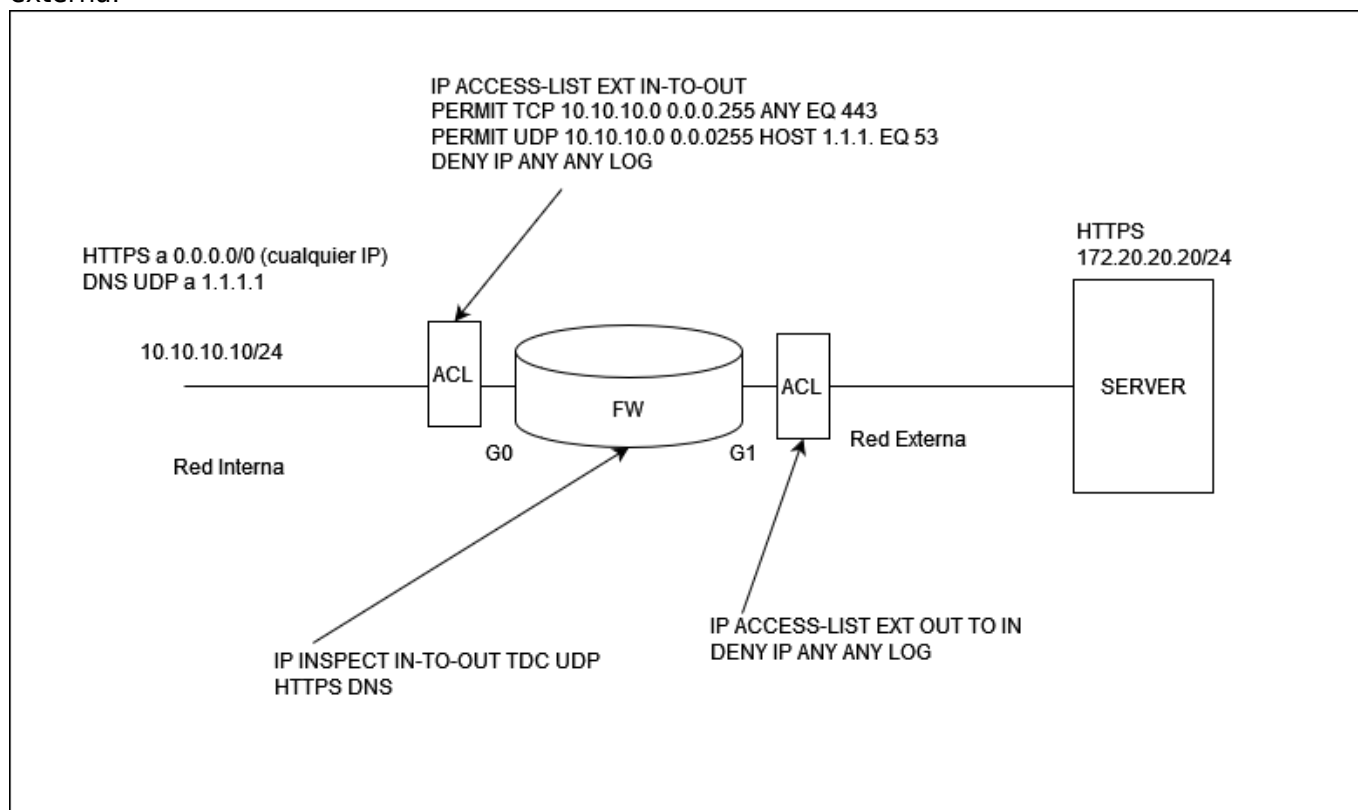 IP ACCESS-LIST EXT IN-TO-OUT
PERMIT TCP 10.10.10.0 0.0.0.255 ANY EQ 443
PERMIT UDP 10.10.10.0 0.0.0255 HOST 1.1.1. EQ 53
DENY IP ANY ANY LOG
HTTPS a 0.0.0.0/0 (cualquier IP)
DNS UDP a 1.1.1.1
HTTPS
172.20.20.20/24
10.10.10.10/24
ACL
FW
ACL
SERVER
G0
G1
Red Externa
Red Interna
IP ACCESS-LIST EXT OUT TO IN
DENY IP ANY ANY LOG
IP INSPECT IN-TO-OUT TDC UDP
HTTPS DNS